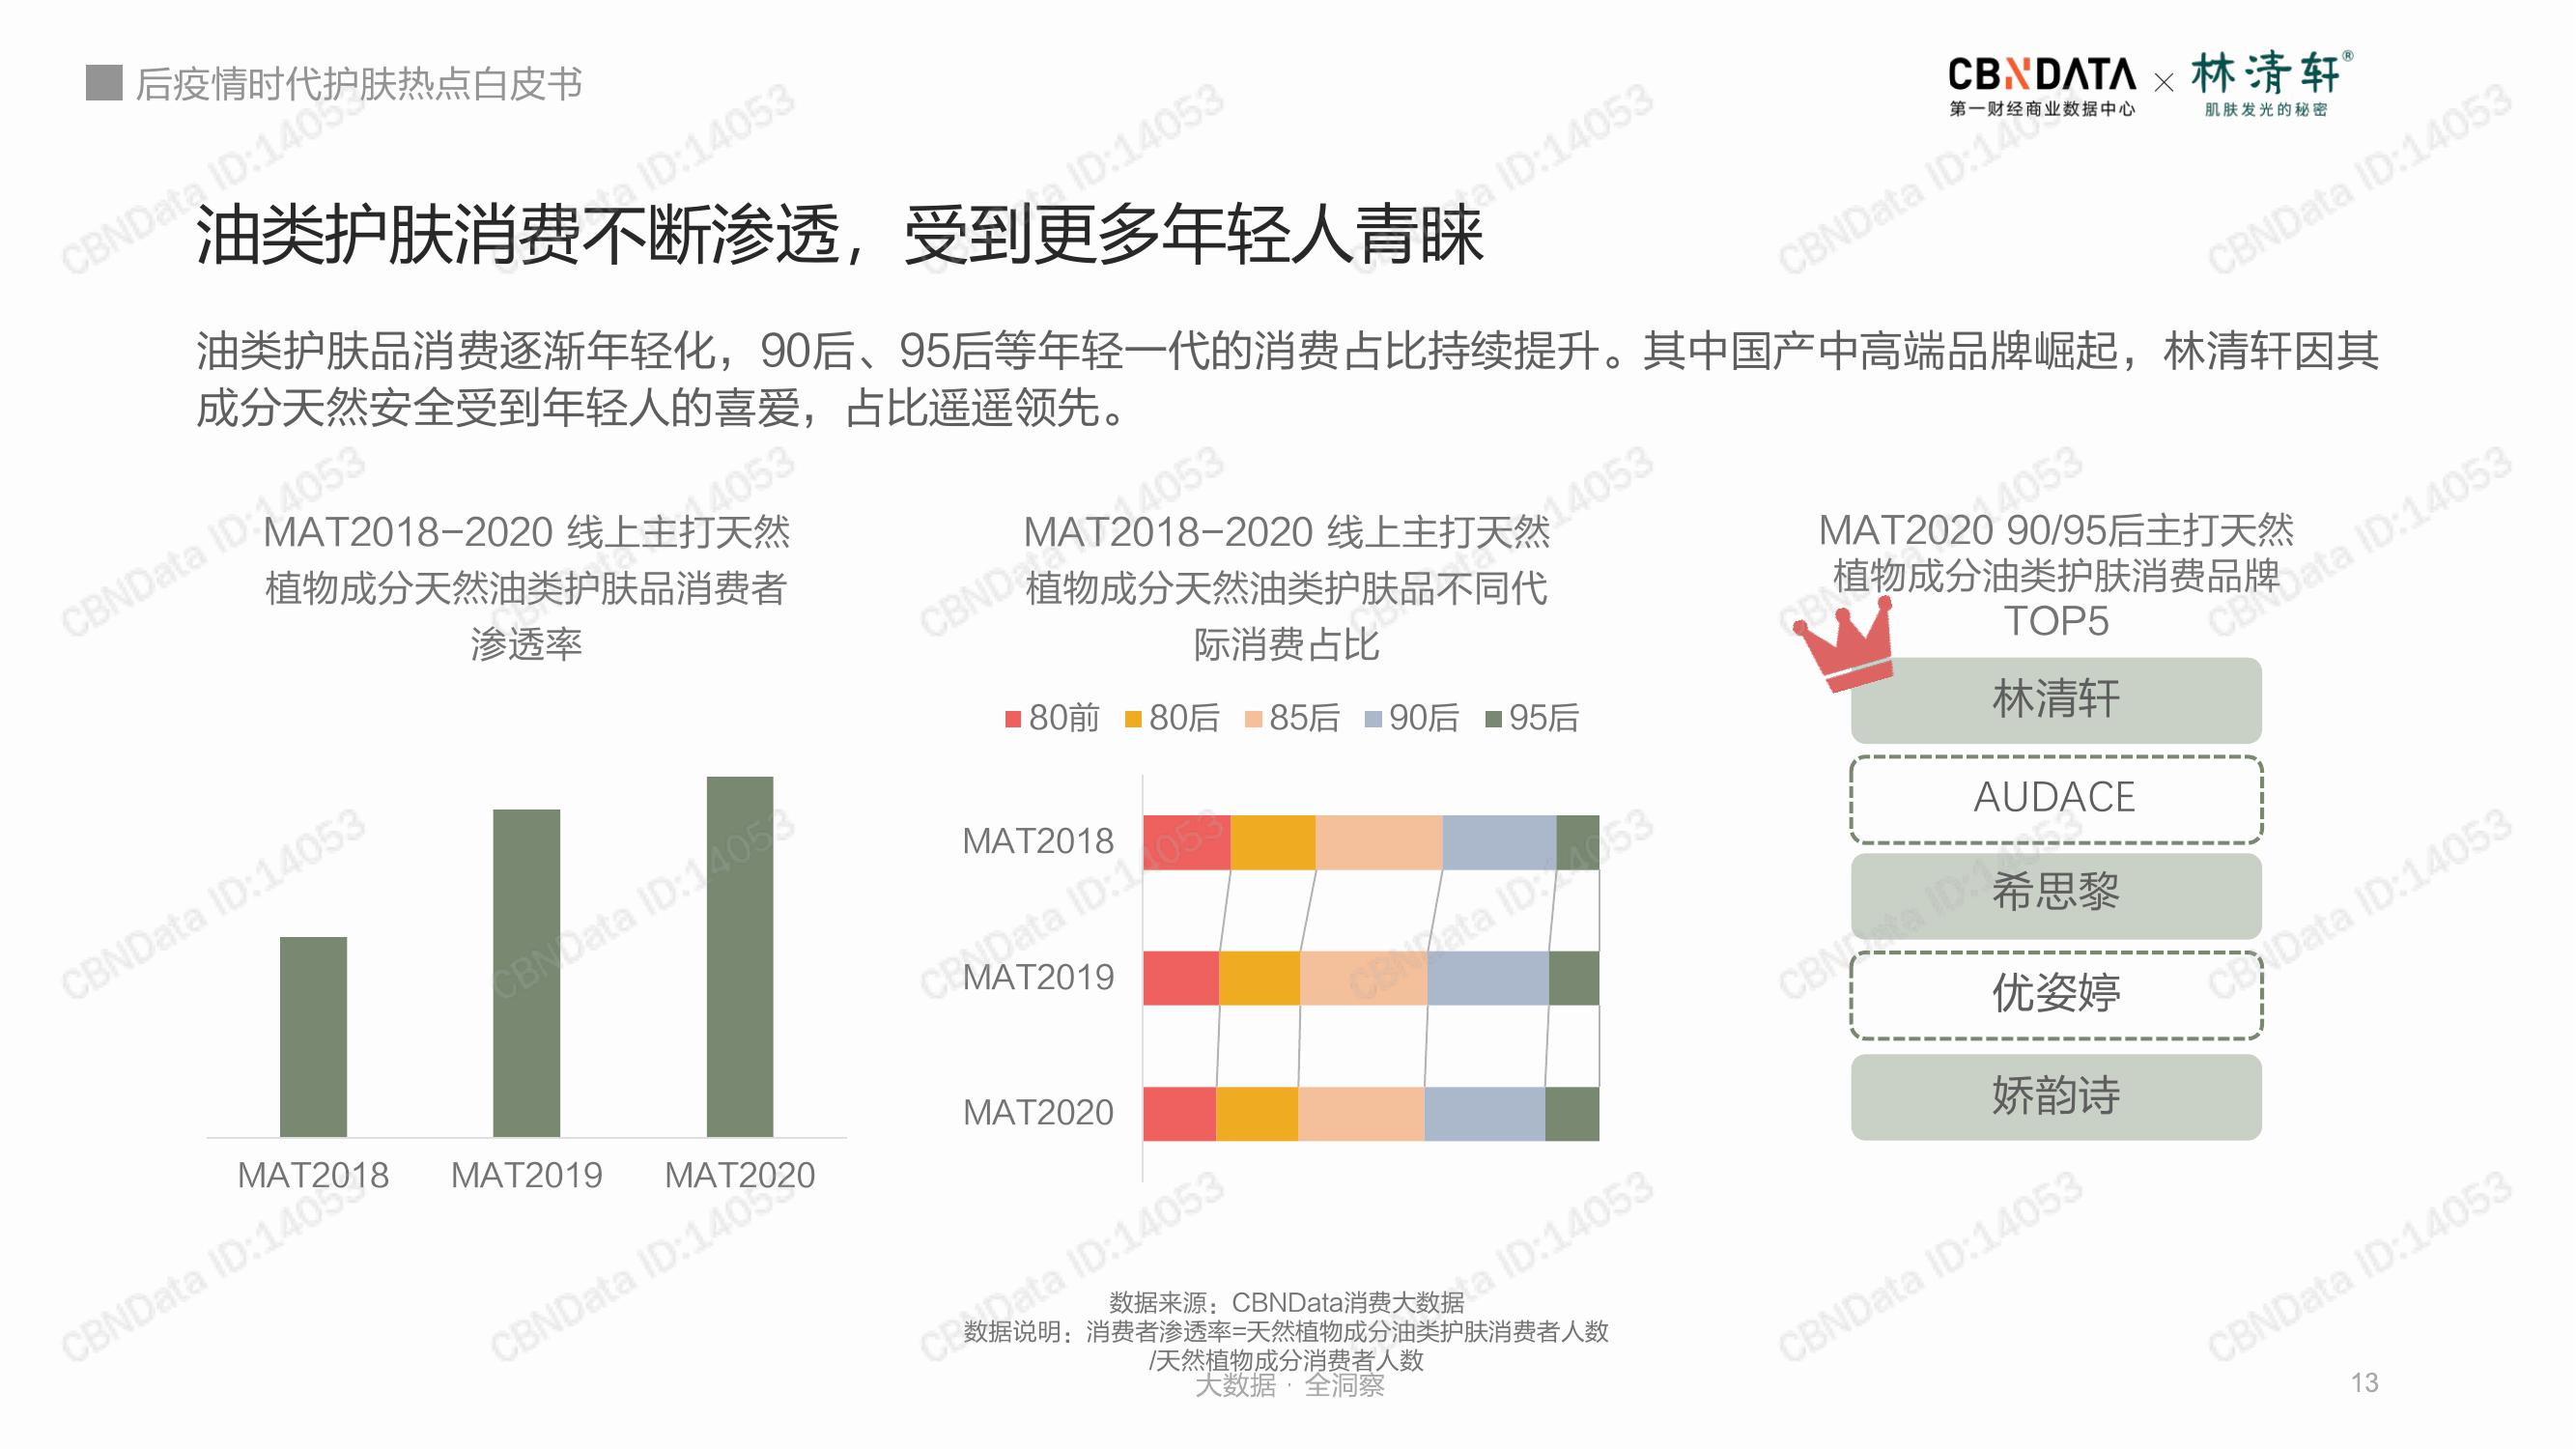 后疫情时代护肤热点白皮书
CBNDATA × 林清轩®
第一财经商业数据中心 肌肤发光的秘密
油类护肤消费不断渗透，受到更多年轻人青睐
油类护肤品消费逐渐年轻化，90后、95后等年轻一代的消费占比持续提升。其中国产中高端品牌崛起，林清轩因其
成分天然安全受到年轻人的喜爱，占比遥遥领先。
MAT2018-2020 线上主打天然
植物成分天然油类护肤品消费者
渗透率
MAT2018 MAT2019 MAT2020
MAT2018-2020 线上主打天然
植物成分天然油类护肤品不同代
际消费占比
80前 80后 85后 90后 95后
MAT2018
MAT2019
MAT2020
MAT2020 90/95后主打天然
植物成分油类护肤消费品牌
TOP5
林清轩
AUDACE
希思黎
优姿婷
娇韵诗
数据来源：CBNData消费大数据
数据说明：消费者渗透率=天然植物成分油类护肤消费者人数
/天然植物成分消费者人数
大数据 · 全洞察
13
CBNData ID:14053